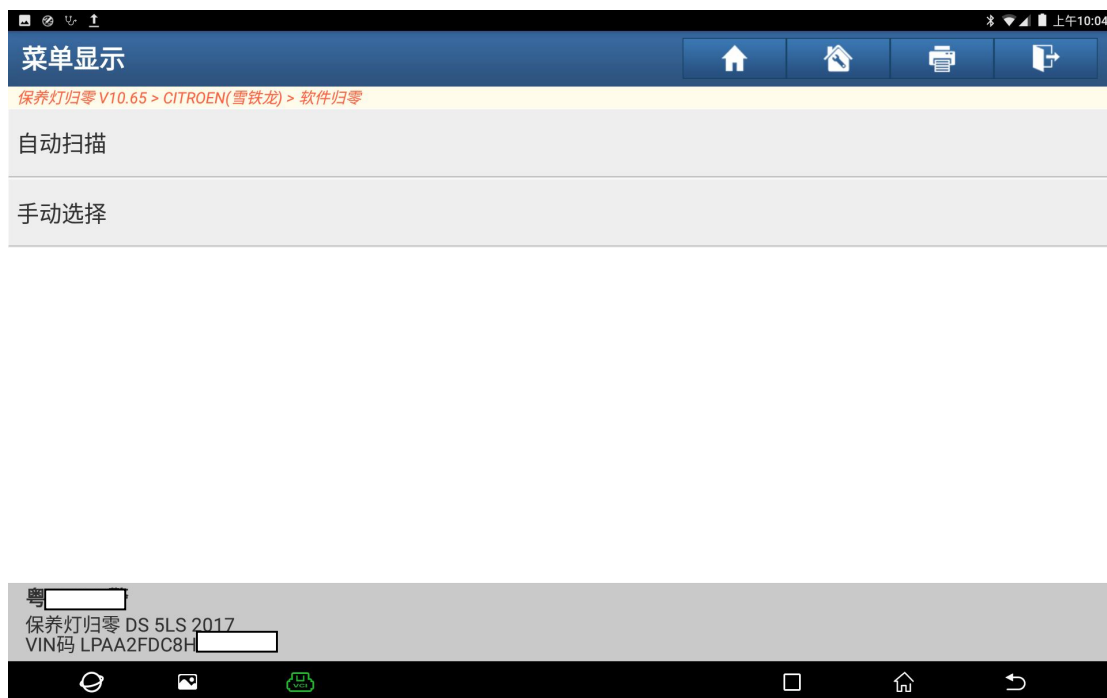 上午10:04
菜单显示
保养灯归零 V10.65 > CITROEN(雪铁龙) > 软件归零
自动扫描
手动选择
粤
保养灯归零 DS 5LS 2017
VIN码 LPAA2FDC8H
VCI